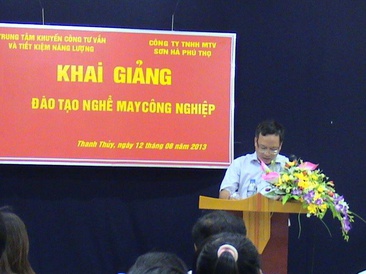 TRUNG TÂM KHUYẾN CÔNG TƯ VẤN
VÀ TIẾT KIỆM NĂNG LƯỢNG
CÔNG TY TNHH MTV
SƠN HÀ PHÚ THỌ
KHAI GIẢNG
ĐÀO TẠO NGHỀ MAYCÔNG NGHIỆP
Thanh Thủy, ngày 12 tháng 08 năm 2013